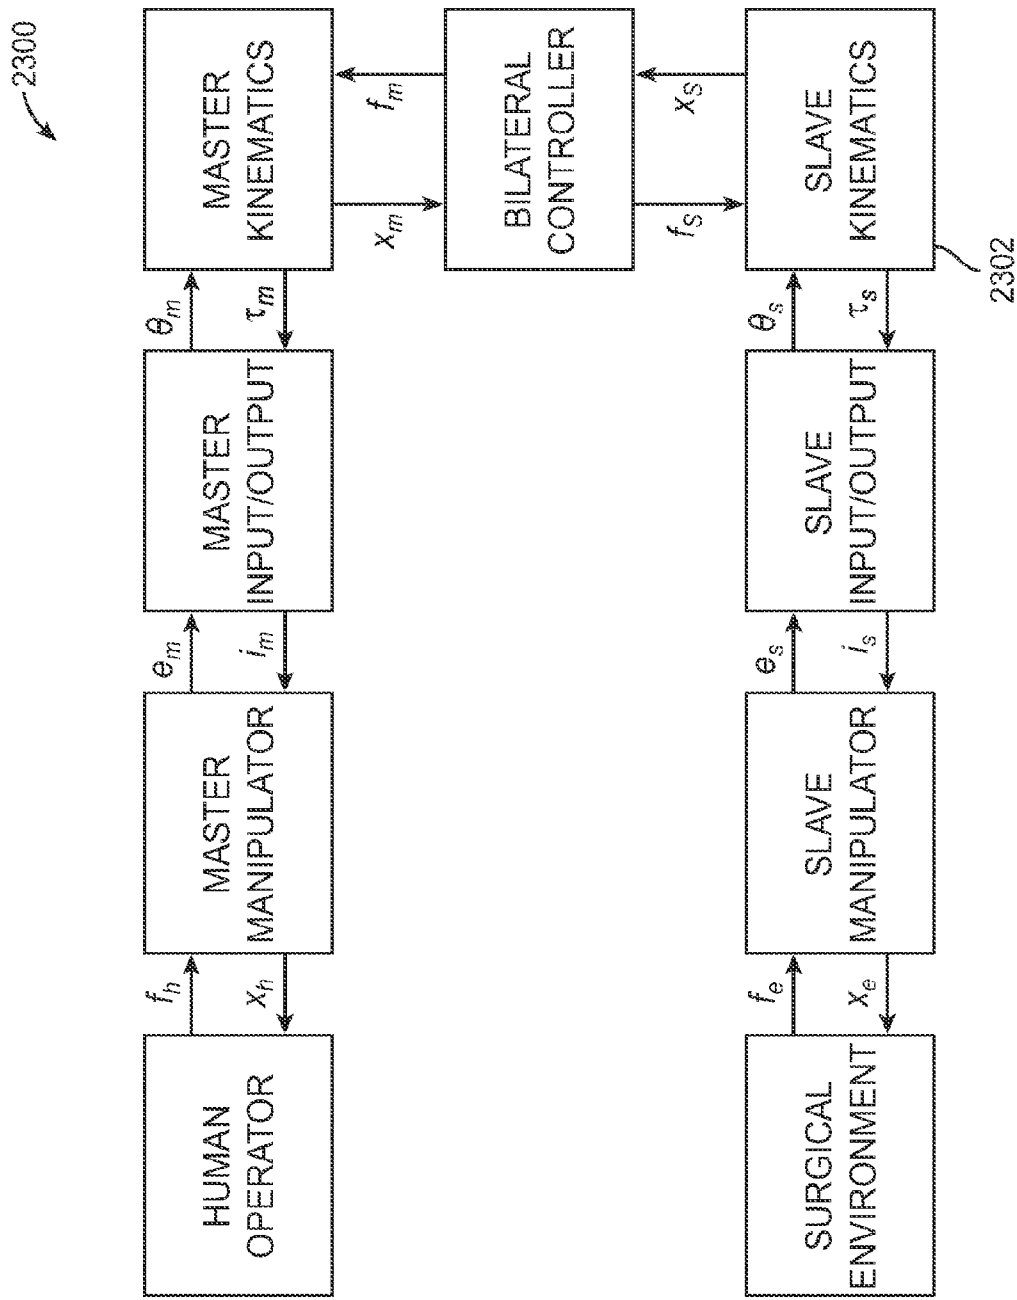 2300
HUMAN
OPERATOR
f_h
x_h
MASTER
MANIPULATOR
e_m
i_m
MASTER
INPUT/OUTPUT
θ_m
τ_m
MASTER
KINEMATICS
x_m
f_m
BILATERAL
CONTROLLER
f_S
x_S
SURGICAL
ENVIRONMENT
f_e
x_e
SLAVE
MANIPULATOR
e_s
i_s
SLAVE
INPUT/OUTPUT
θ_s
τ_s
SLAVE
KINEMATICS
2302